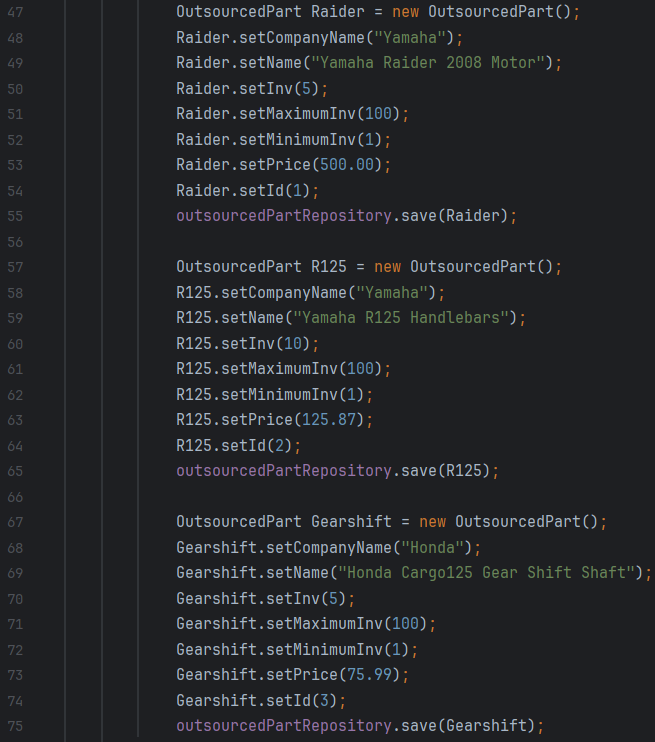 47 OutsourcedPart Raider = new OutsourcedPart();
48 Raider.setCompanyName("Yamaha");
49 Raider.setName("Yamaha Raider 2008 Motor");
50 Raider.setInv(5);
51 Raider.setMaximumInv(100);
52 Raider.setMinimumInv(1);
53 Raider.setPrice(500.00);
54 Raider.setId(1);
55 outsourcedPartRepository.save(Raider);
56
57 OutsourcedPart R125 = new OutsourcedPart();
58 R125.setCompanyName("Yamaha");
59 R125.setName("Yamaha R125 Handlebars");
60 R125.setInv(10);
61 R125.setMaximumInv(100);
62 R125.setMinimumInv(1);
63 R125.setPrice(125.87);
64 R125.setId(2);
65 outsourcedPartRepository.save(R125);
66
67 OutsourcedPart Gearshift = new OutsourcedPart();
68 Gearshift.setCompanyName("Honda");
69 Gearshift.setName("Honda Cargo125 Gear Shift Shaft");
70 Gearshift.setInv(5);
71 Gearshift.setMaximumInv(100);
72 Gearshift.setMinimumInv(1);
73 Gearshift.setPrice(75.99);
74 Gearshift.setId(3);
75 outsourcedPartRepository.save(Gearshift);